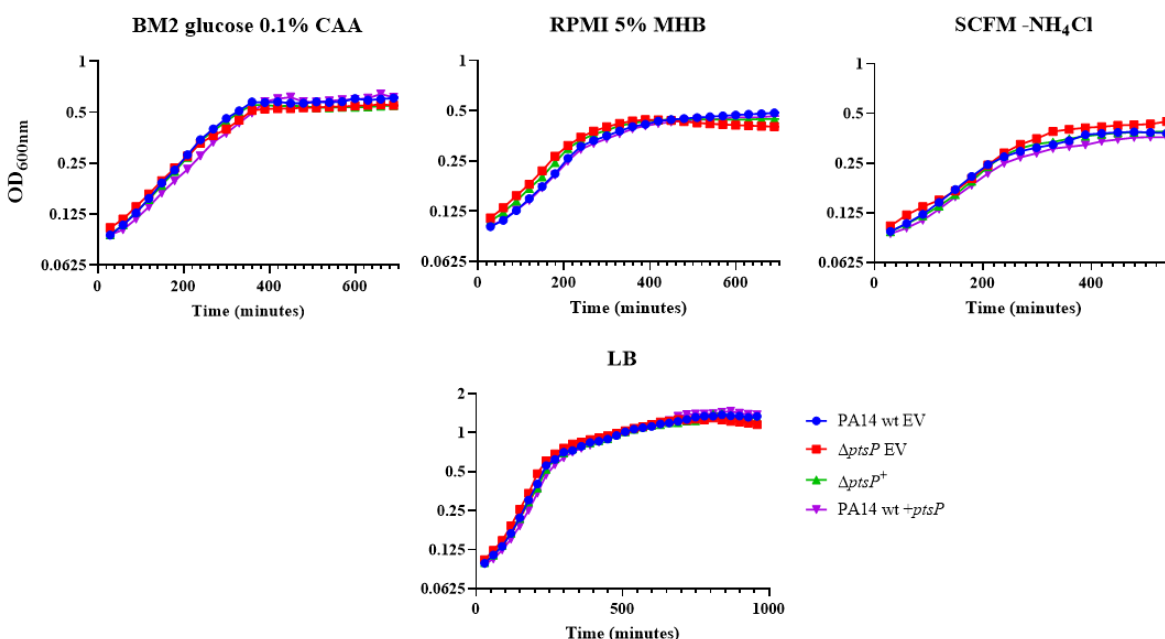 BM2 glucose 0.1% CAA
RPMI 5% MHB
SCFM -NH₄Cl
OD₆₀₀nm
1
0.5
0.25
0.125
0.0625
0 200 400 600
Time (minutes)
1
0.5
0.25
0.125
0.0625
0 200 400 600
Time (minutes)
1
0.5
0.25
0.125
0.0625
0 200 400
Time (minutes)
LB
2
1
0.5
0.25
0.125
0.0625
0 500 1000
Time (minutes)
PA14 wt EV
ΔptsP EV
ΔptsP⁺
PA14 wt +ptsP